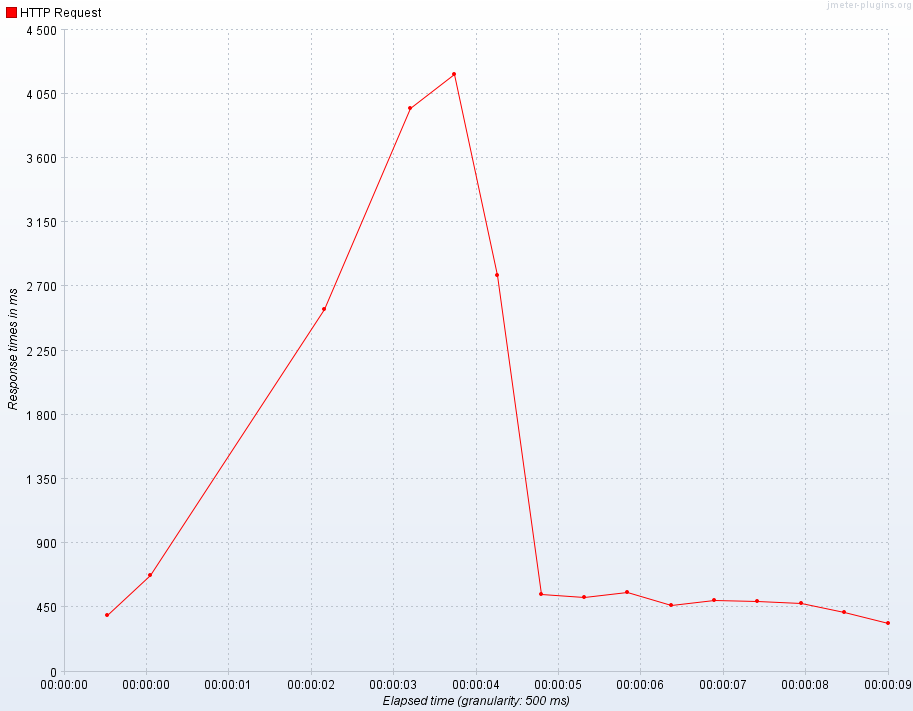 jmeter-plugins.org
HTTP Request
4 500
4 050
3 600
3 150
2 700
2 250
1 800
1 350
900
450
0
Response times in ms
00:00:00 00:00:00 00:00:01 00:00:02 00:00:03 00:00:04 00:00:05 00:00:06 00:00:07 00:00:08 00:00:09
Elapsed time (granularity: 500 ms)